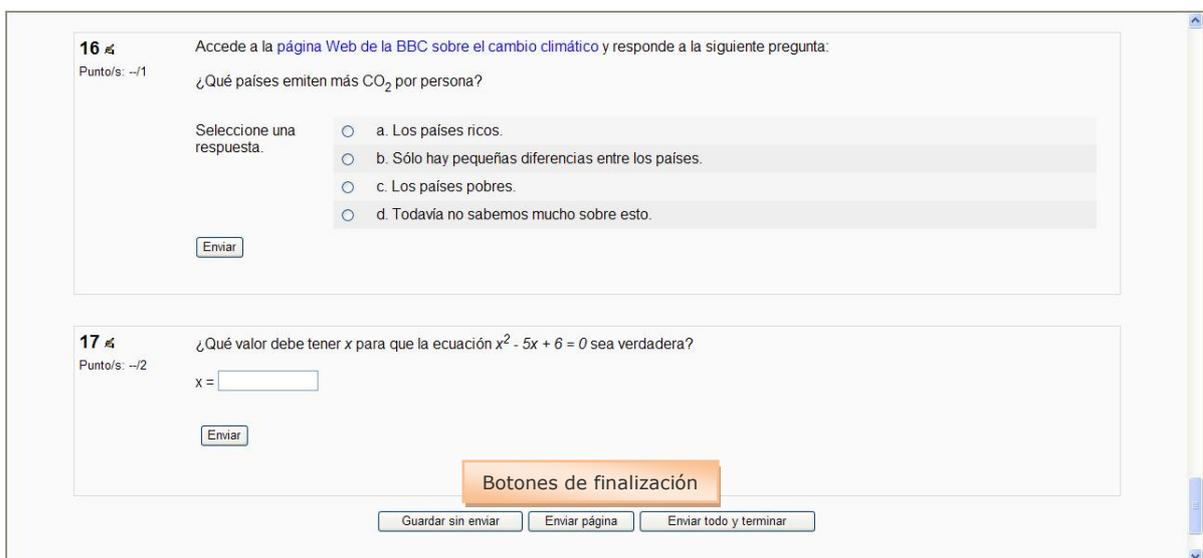 16
Punto/s: --/1
Accede a la página Web de la BBC sobre el cambio climático y responde a la siguiente pregunta:
¿Qué países emiten más CO2 por persona?
Seleccione una
respuesta.
a. Los países ricos.
b. Sólo hay pequeñas diferencias entre los países.
c. Los países pobres.
d. Todavía no sabemos mucho sobre esto.
Enviar
17
Punto/s: --/2
¿Qué valor debe tener x para que la ecuación x² - 5x + 6 = 0 sea verdadera?
x =
Enviar
Botones de finalización
Guardar sin enviar Enviar página Enviar todo y terminar